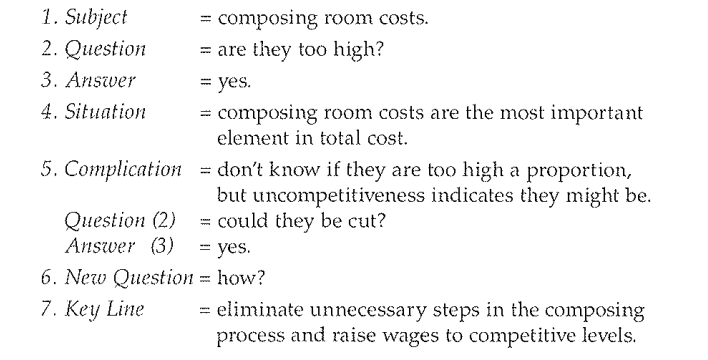 1. Subject = composing room costs.
2. Question = are they too high?
3. Answer = yes.
4. Situation = composing room costs are the most important
element in total cost.
5. Complication = don't know if they are too high a proportion,
but uncompetitiveness indicates they might be.
Question (2) = could they be cut?
Answer (3) = yes.
6. New Question = how?
7. Key Line = eliminate unnecessary steps in the composing
process and raise wages to competitive levels.